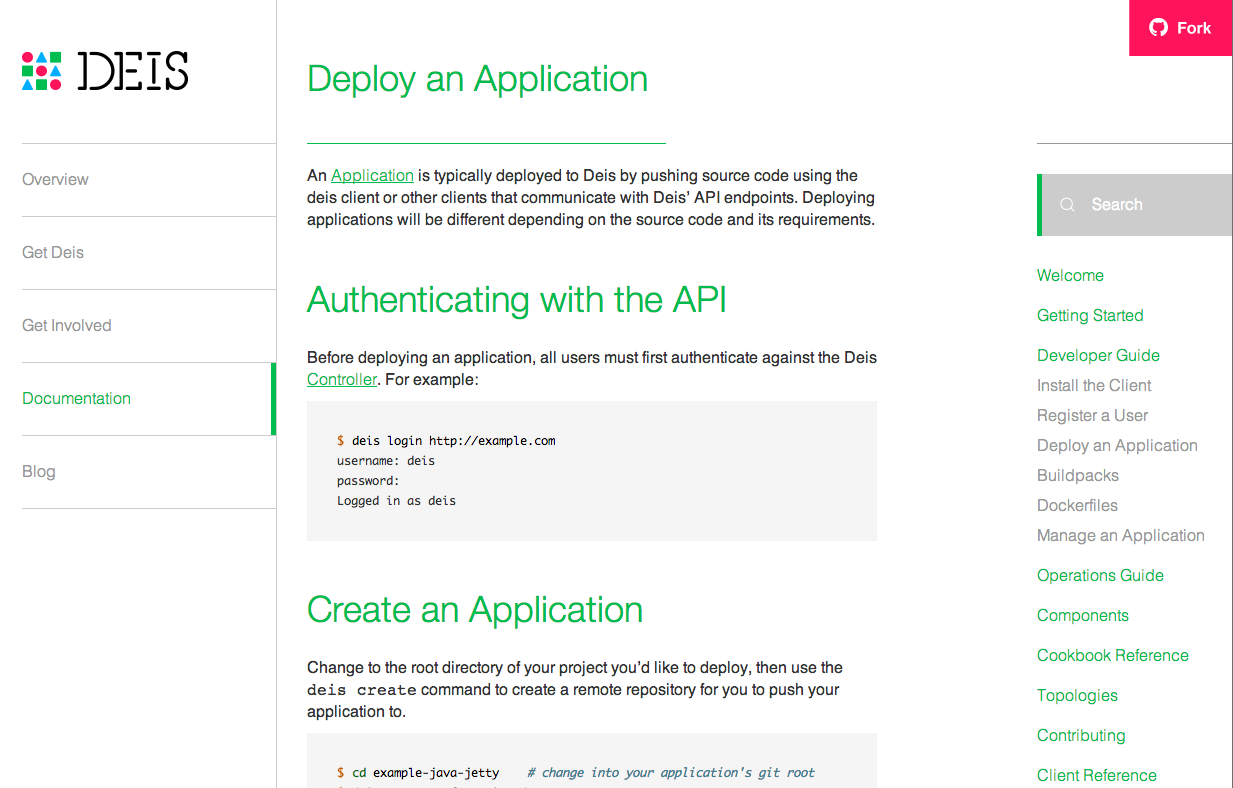 DEIS
Overview
Get Deis
Get Involved
Documentation
Blog
Deploy an Application
An Application is typically deployed to Deis by pushing source code using the
deis client or other clients that communicate with Deis’ API endpoints. Deploying
applications will be different depending on the source code and its requirements.
Authenticating with the API
Before deploying an application, all users must first authenticate against the Deis
Controller. For example:
$ deis login http://example.com
username: deis
password:
Logged in as deis
Create an Application
Change to the root directory of your project you’d like to deploy, then use the
deis create command to create a remote repository for you to push your
application to.
$ cd example-java-jetty    # change into your application's git root
Fork
Search
Welcome
Getting Started
Developer Guide
Install the Client
Register a User
Deploy an Application
Buildpacks
Dockerfiles
Manage an Application
Operations Guide
Components
Cookbook Reference
Topologies
Contributing
Client Reference